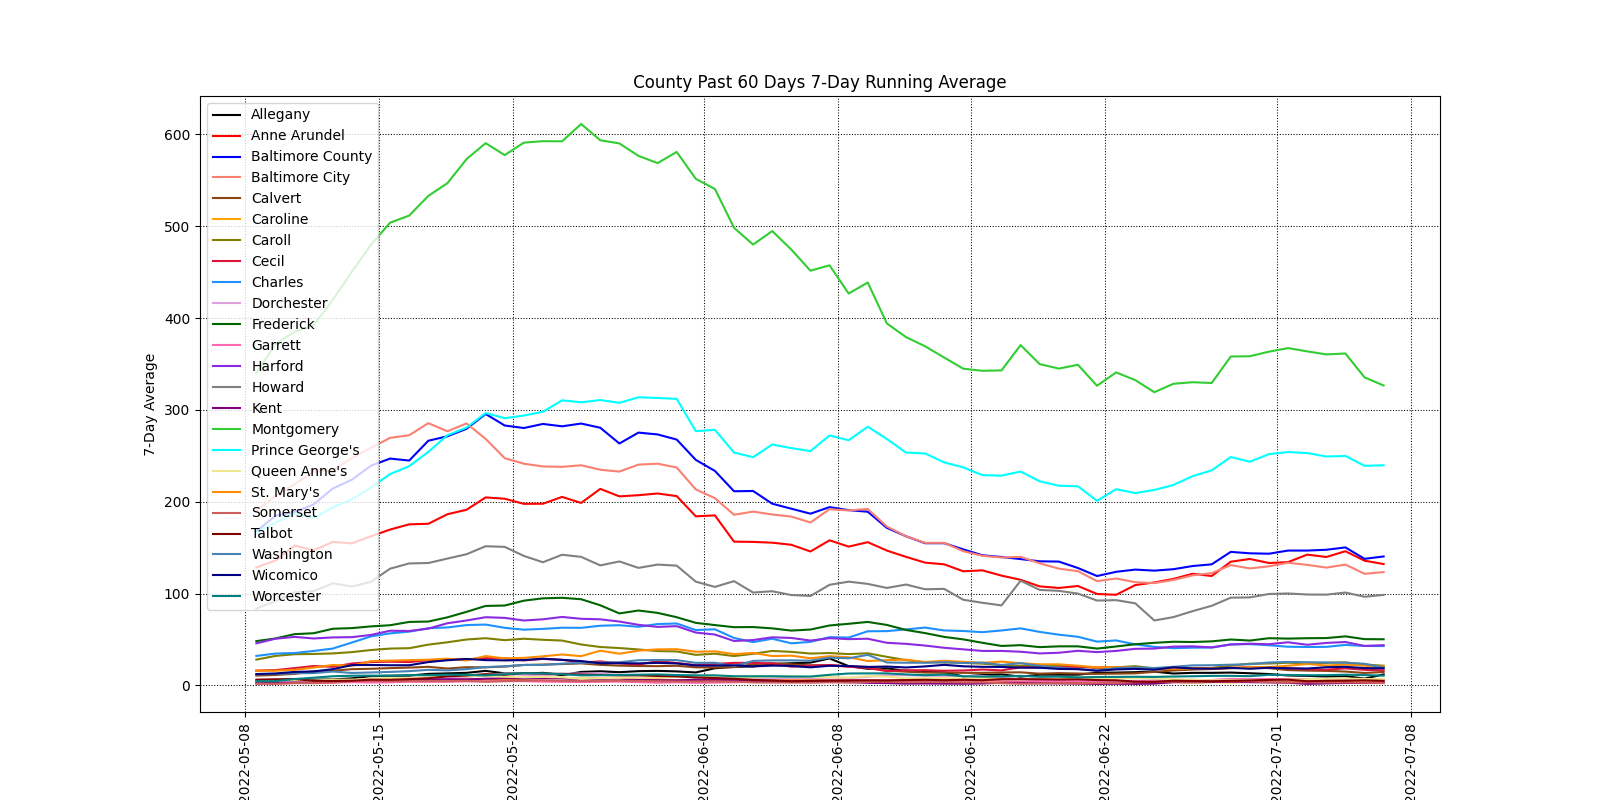 County Past 60 Days 7-Day Running Average
7-Day Average
600
500
400
300
200
100
0
Allegany
Anne Arundel
Baltimore County
Baltimore City
Calvert
Caroline
Caroll
Cecil
Charles
Dorchester
Frederick
Garrett
Harford
Howard
Kent
Montgomery
Prince George's
Queen Anne's
St. Mary's
Somerset
Talbot
Washington
Wicomico
Worcester
2022-05-08
2022-05-15
2022-05-22
2022-06-01
2022-06-08
2022-06-15
2022-06-22
2022-07-01
2022-07-08